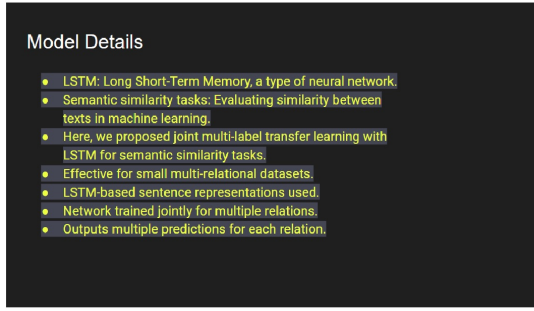 Model Details
● LSTM: Long Short-Term Memory, a type of neural network.
● Semantic similarity tasks: Evaluating similarity between
texts in machine learning.
● Here, we proposed joint multi-label transfer learning with
LSTM for semantic similarity tasks.
● Effective for small multi-relational datasets.
● LSTM-based sentence representations used.
● Network trained jointly for multiple relations.
● Outputs multiple predictions for each relation.